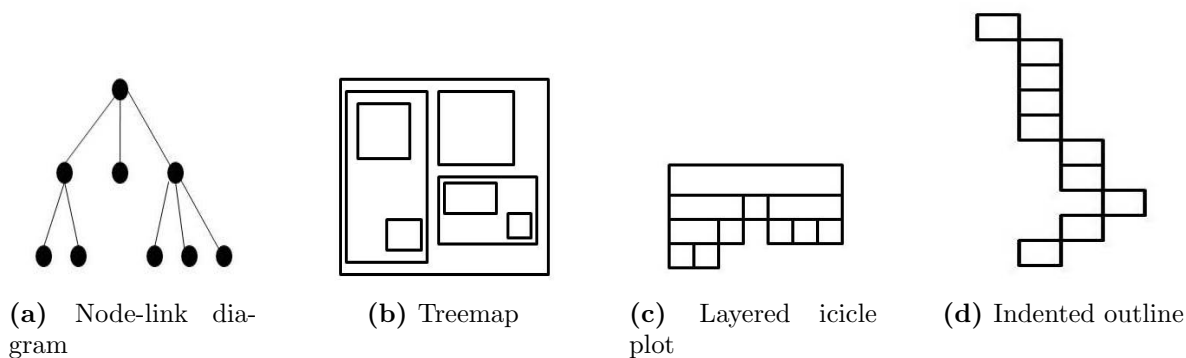 (a) Node-link dia-
gram
(b) Treemap
(c) Layered icicle
plot
(d) Indented outline